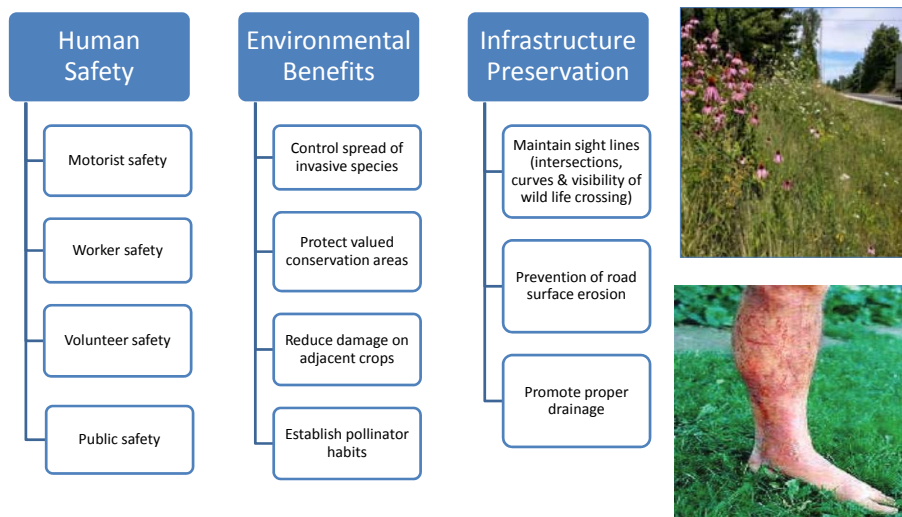 Human
Safety
Motorist safety
Worker safety
Volunteer safety
Public safety
Environmental
Benefits
Control spread of
invasive species
Protect valued
conservation areas
Reduce damage on
adjacent crops
Establish pollinator
habits
Infrastructure
Preservation
Maintain sight lines
(intersections,
curves & visibility of
wild life crossing)
Prevention of road
surface erosion
Promote proper
drainage